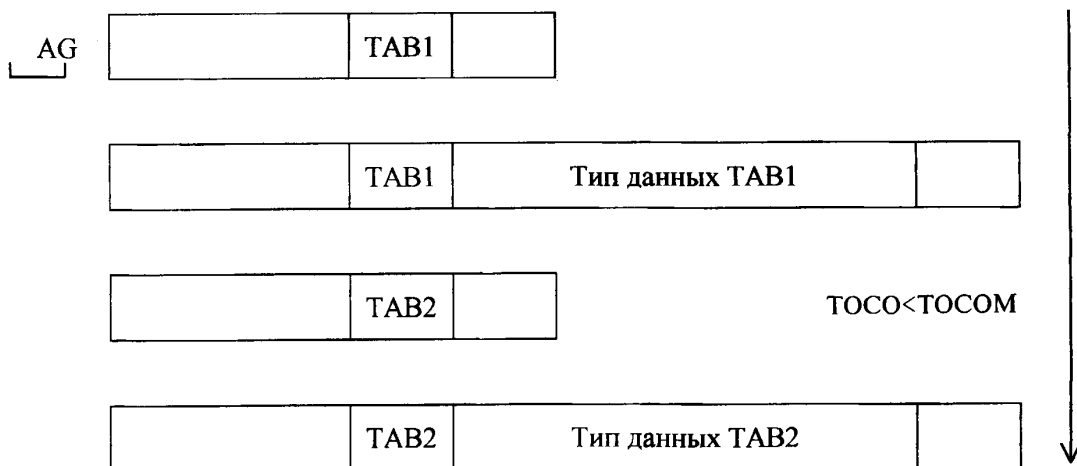 AG TAB1
TAB1 Тип данных TAB1
TAB2 TOCO<TOCOM
TAB2 Тип данных TAB2